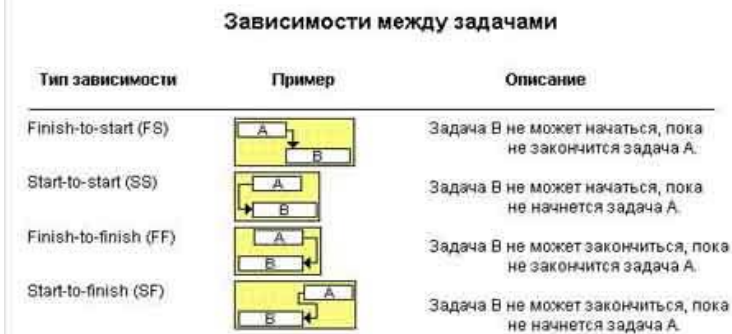 Зависимости между задачами
Тип зависимости Пример Описание
Finish-to-start (FS) A B Задача В не может начаться, пока
не закончится задача А.
Start-to-start (SS) A B Задача В не может начаться, пока
не начнется задача А.
Finish-to-finish (FF) A B Задача В не может закончиться, пока
не закончится задача А.
Start-to-finish (SF) A B Задача В не может закончиться, пока
не начнется задача А.